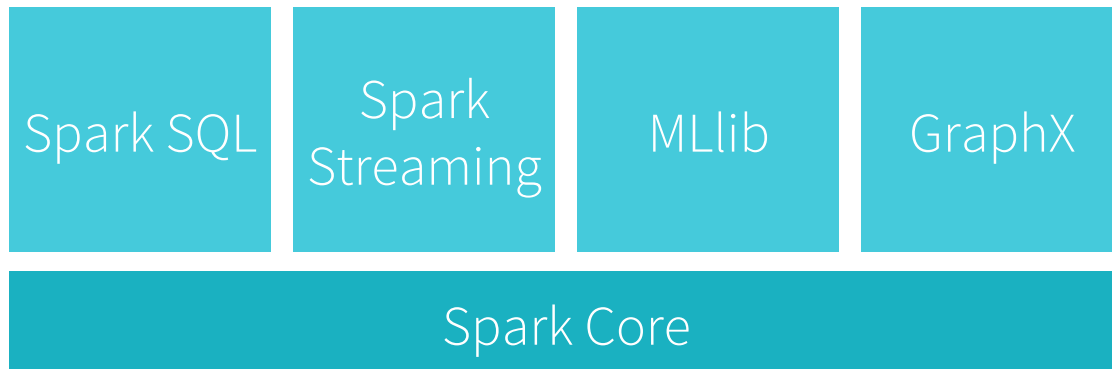 Spark SQL
Spark
Streaming
MLlib
GraphX
Spark Core